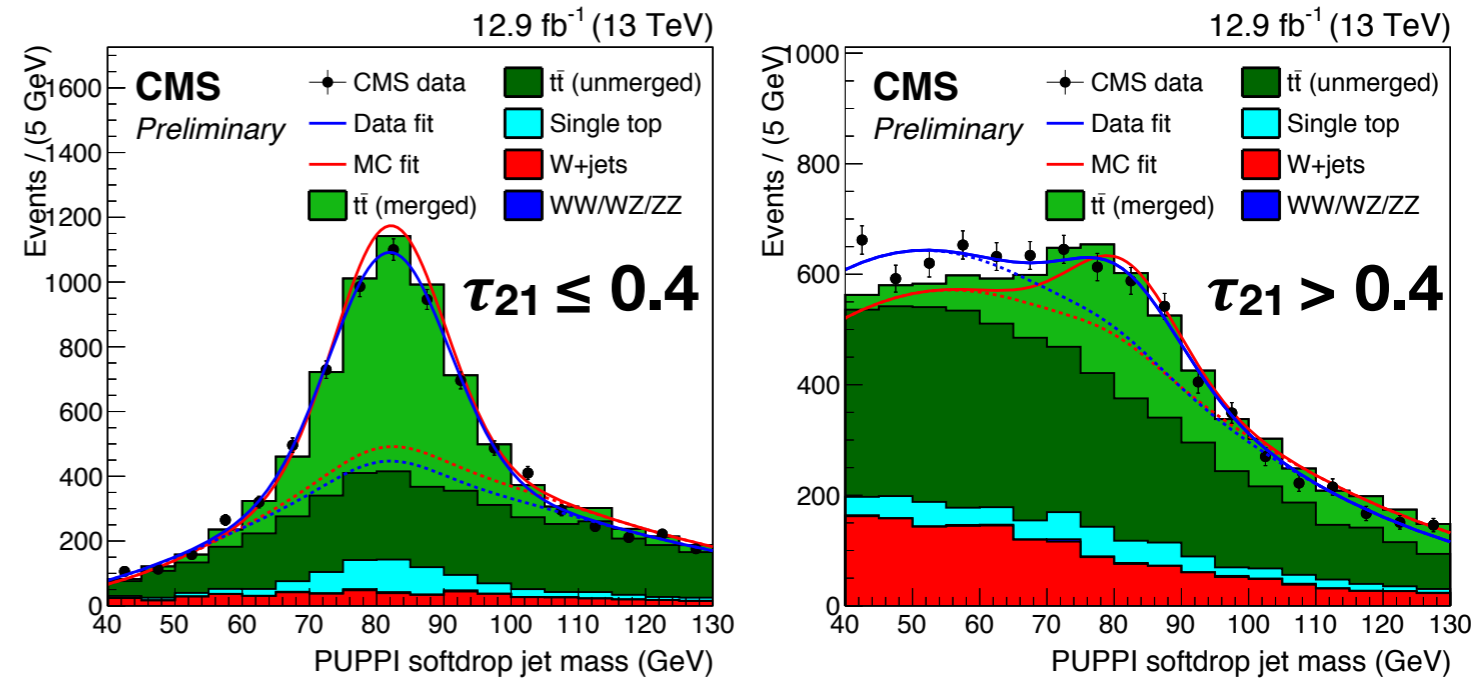 12.9 fb-1 (13 TeV)
Events / (5 GeV)
1600
1400
1200
1000
800
600
400
200
0
CMS
Preliminary
CMS data
Data fit
MC fit
tt̄ (merged)
tt̄ (unmerged)
Single top
W+jets
WW/WZ/ZZ
τ21 ≤ 0.4
40 50 60 70 80 90 100 110 120 130
PUPPI softdrop jet mass (GeV)
12.9 fb-1 (13 TeV)
Events / (5 GeV)
1000
800
600
400
200
0
CMS
Preliminary
CMS data
Data fit
MC fit
tt̄ (merged)
tt̄ (unmerged)
Single top
W+jets
WW/WZ/ZZ
τ21 > 0.4
40 50 60 70 80 90 100 110 120 130
PUPPI softdrop jet mass (GeV)